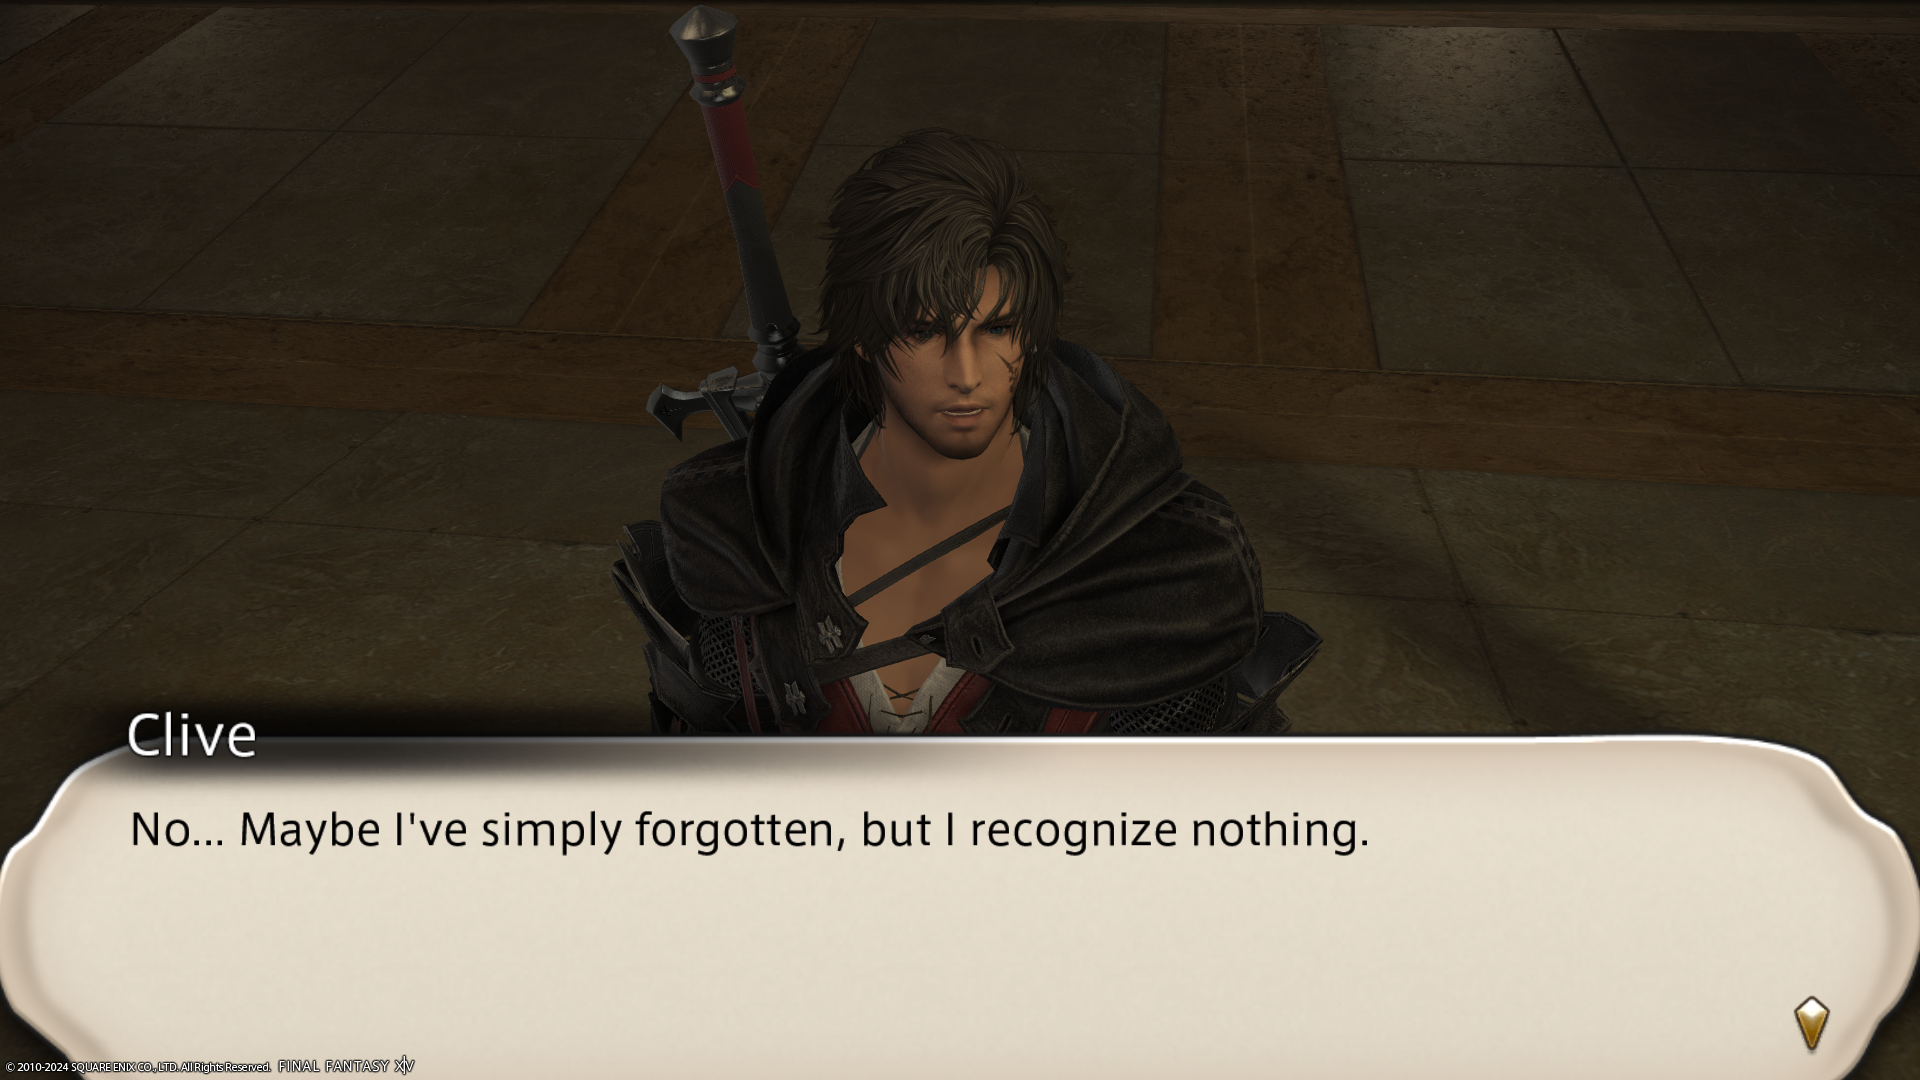 Clive
No... Maybe I've simply forgotten, but I recognize nothing.
© 2010-2024 SQUARE ENIX CO., LTD. All Rights Reserved. FINAL FANTASY XIV